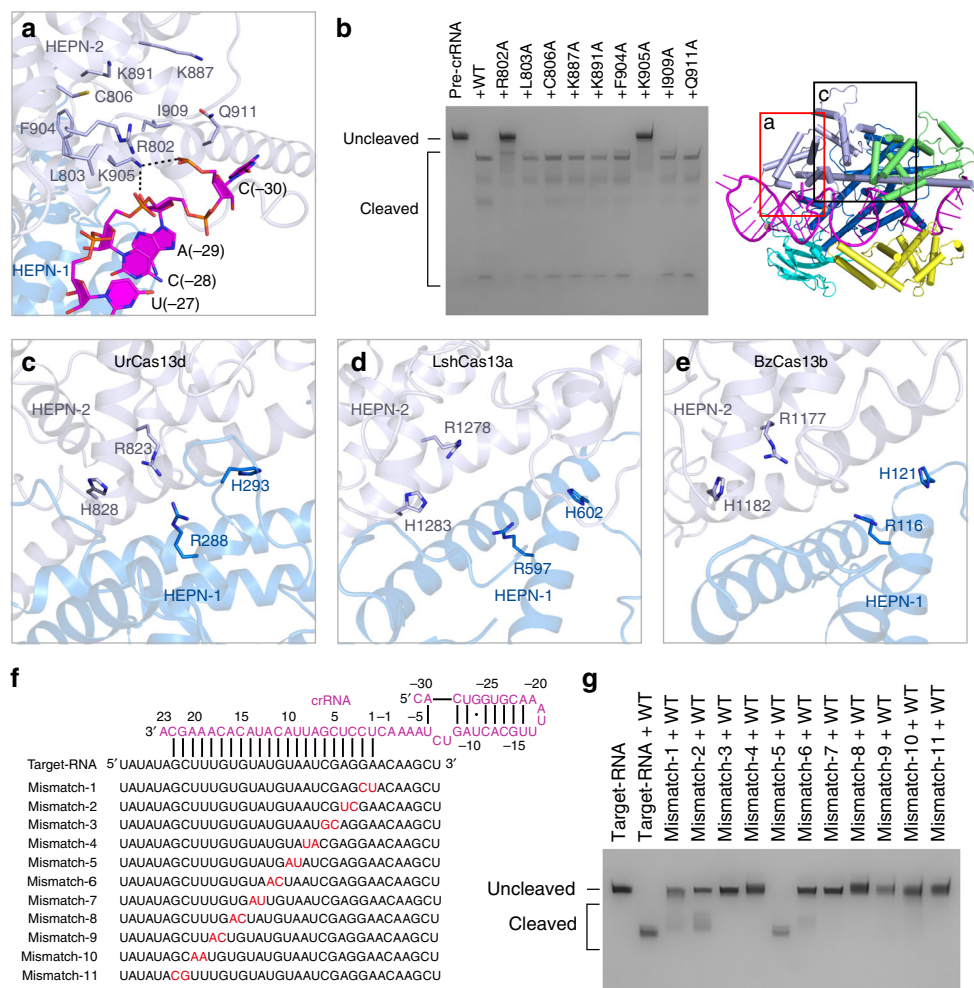 a
HEPN-2
K891
K887
C806
I909
Q911
F904
R802
L803
K905
C(−30)
A(−29)
HEPN-1
C(−28)
U(−27)
b
Pre-crRNA
+WT
+R802A
+L803A
+C806A
+K887A
+K891A
+F904A
+K905A
+I909A
+Q911A
Uncleaved
Cleaved
c
a
c
UrCas13d
HEPN-2
R823
H293
H828
R288
HEPN-1
d
LshCas13a
HEPN-2
R1278
H602
H1283
R597
HEPN-1
e
BzCas13b
HEPN-2
R1177
H121
H1182
R116
HEPN-1
f
−30 −25 −20
5′ CA CUGGUGCAA
crRNA
A
23 20 15 10 5 1 −1 −5
U
3′ ACGAAACACAUACAUUAGCUCCUCAAAAU CU UAGUCACGUU
−10 −15
Target-RNA 5′ UAUAUAGCUUUGUGUAUGUAAUCGAGGAACAAGCU 3′
Mismatch-1 UAUAUAGCUUUGUGUAUGUAAUCGAGCUACAAGCU
Mismatch-2 UAUAUAGCUUUGUGUAUGUAAUCGUCGAACAAGCU
Mismatch-3 UAUAUAGCUUUGUGUAUGUAAUGCAGGAACAAGCU
Mismatch-4 UAUAUAGCUUUGUGUAUGUAUACGAGGAACAAGCU
Mismatch-5 UAUAUAGCUUUGUGUAUGAUAUCGAGGAACAAGCU
Mismatch-6 UAUAUAGCUUUGUGUAACUAAUCGAGGAACAAGCU
Mismatch-7 UAUAUAGCUUUGUGAUUGUAAUCGAGGAACAAGCU
Mismatch-8 UAUAUAGCUUUGACUAUGUAAUCGAGGAACAAGCU
Mismatch-9 UAUAUAGCUUACUGUAUGUAAUCGAGGAACAAGCU
Mismatch-10 UAUAUAGCAAUGUGUAUGUAAUCGAGGAACAAGCU
Mismatch-11 UAUAUACGUUUGUGUAUGUAAUCGAGGAACAAGCU
g
Target-RNA
Target-RNA + WT
Mismatch-1 + WT
Mismatch-2 + WT
Mismatch-3 + WT
Mismatch-4 + WT
Mismatch-5 + WT
Mismatch-6 + WT
Mismatch-7 + WT
Mismatch-8 + WT
Mismatch-9 + WT
Mismatch-10 + WT
Mismatch-11 + WT
Uncleaved
Cleaved